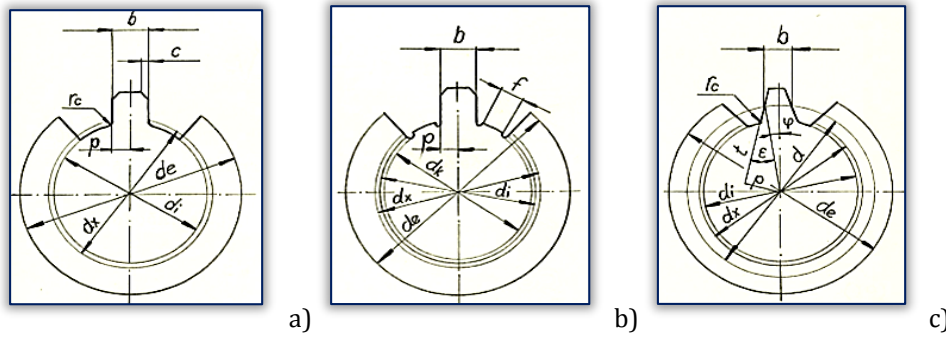 b
c
rc
p
de
dx
di
a)
b
f
p
dk
dx
di
de
b)
b
rc
φ
t
ε
d
p
di
dx
de
c)